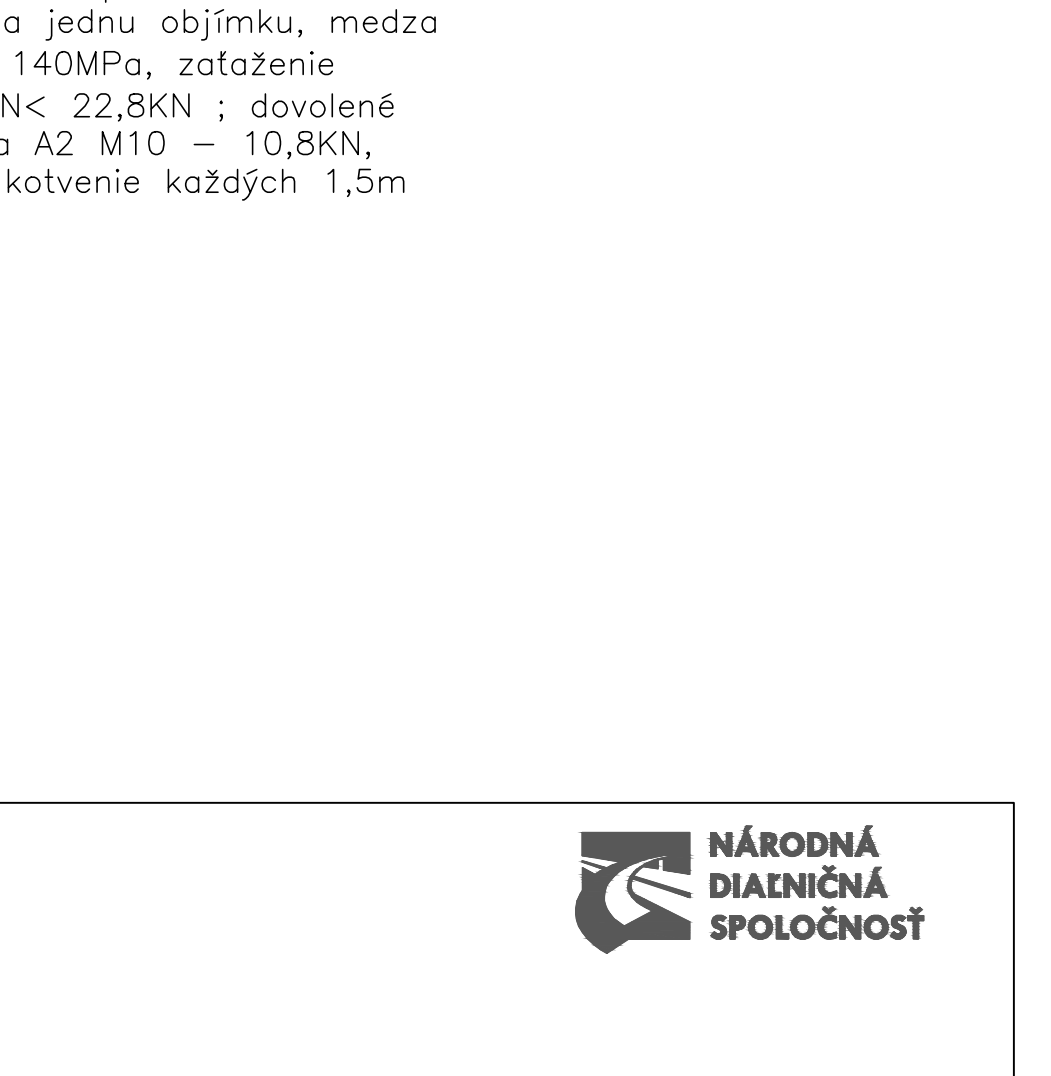 a jednu objímku, medza
140MPa, zaťaženie
N< 22,8KN ; dovolené
a A2 M10 – 10,8KN,
kotvenie každých 1,5m
NÁRODNÁ
DIAĽNIČNÁ
SPOLOČNOSŤ